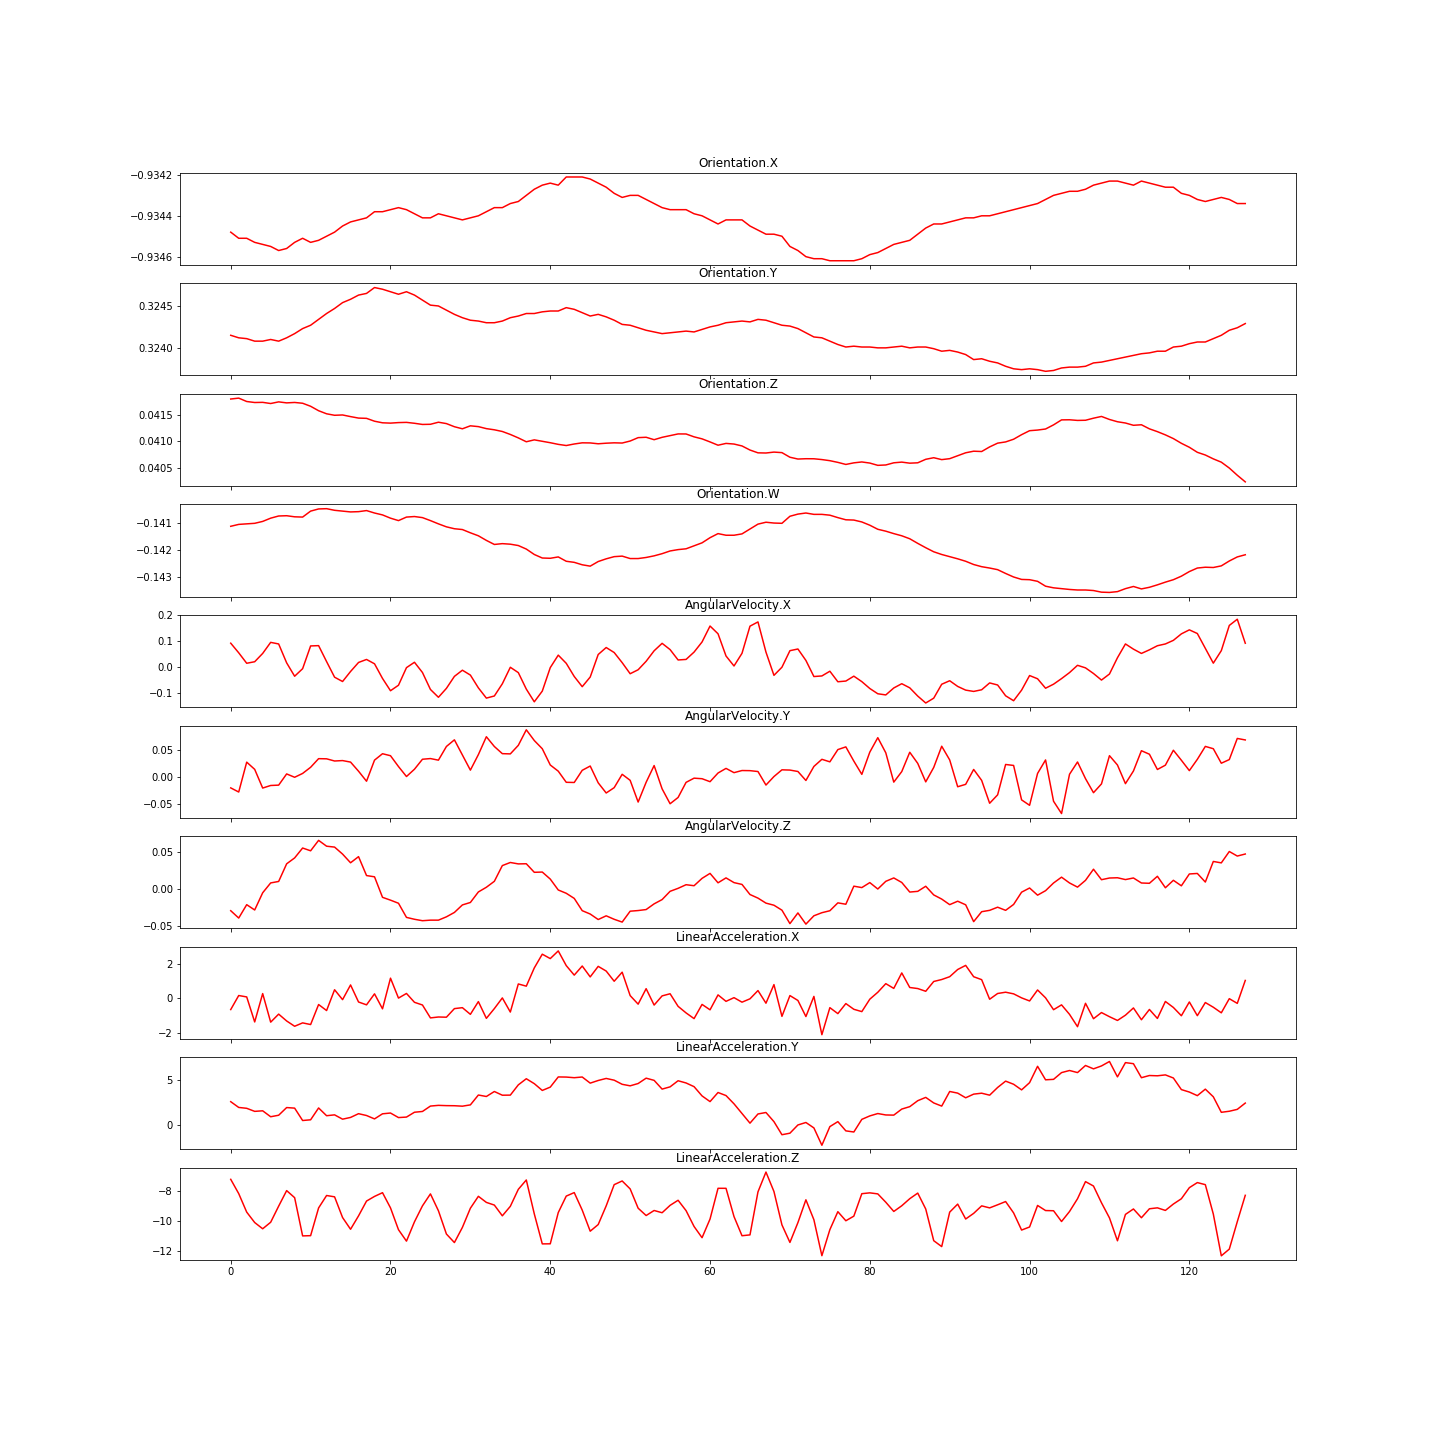 Orientation.X
−0.9342
−0.9344
−0.9346
Orientation.Y
0.3245
0.3240
Orientation.Z
0.0415
0.0410
0.0405
Orientation.W
−0.141
−0.142
−0.143
AngularVelocity.X
0.2
0.1
0.0
−0.1
AngularVelocity.Y
0.05
0.00
−0.05
AngularVelocity.Z
0.05
0.00
−0.05
LinearAcceleration.X
2
0
−2
LinearAcceleration.Y
5
0
LinearAcceleration.Z
−8
−10
−12
0 20 40 60 80 100 120